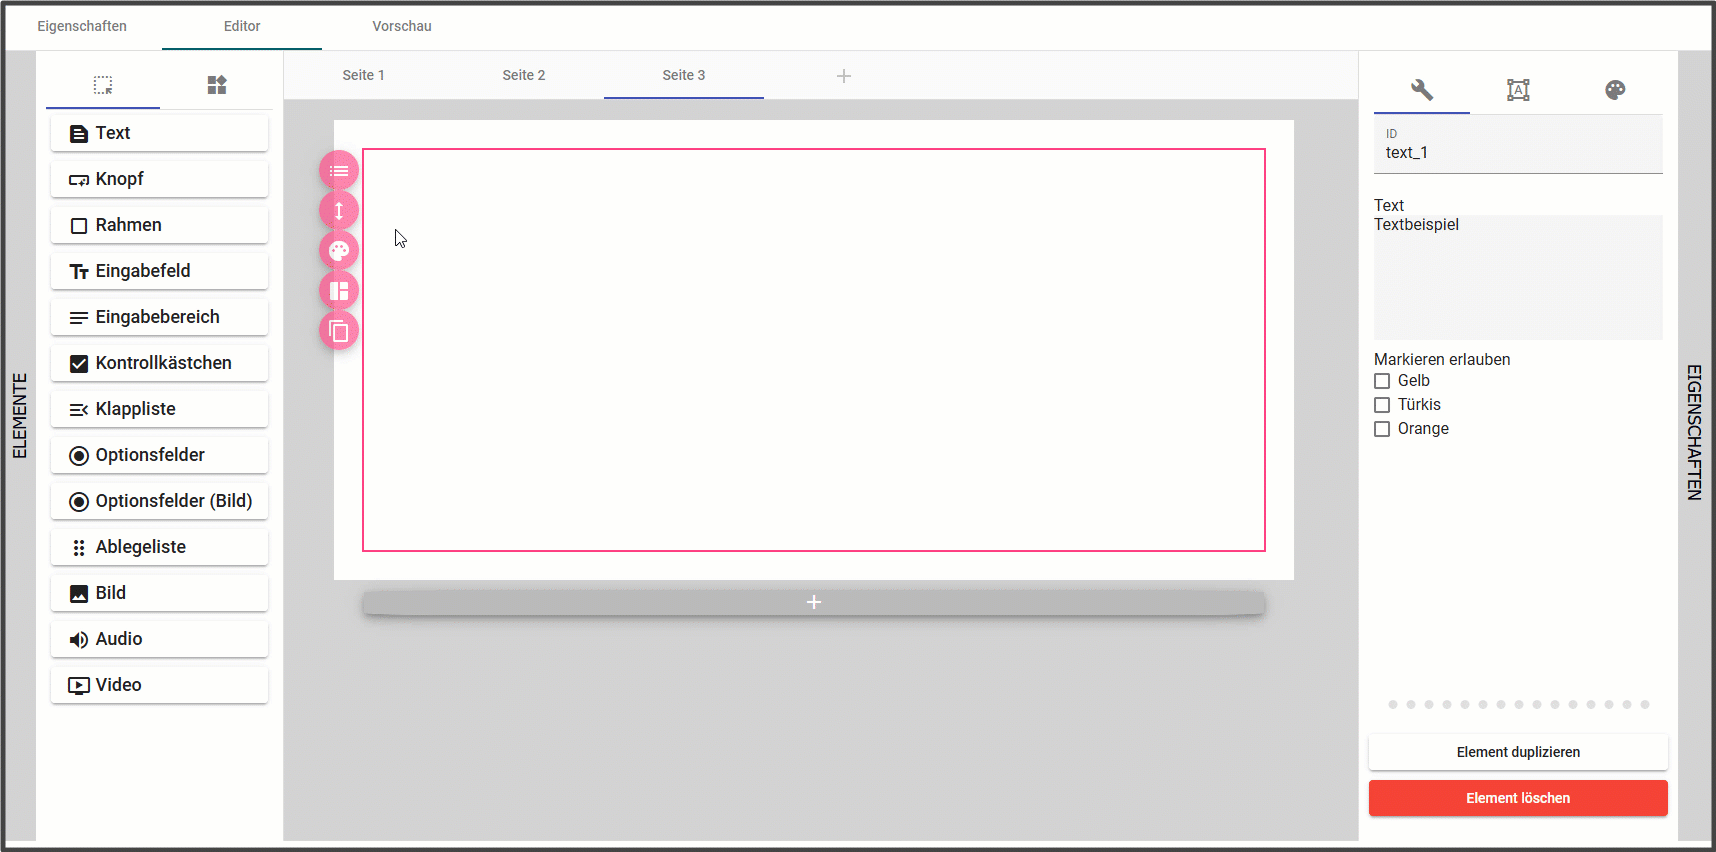 Eigenschaften Editor Vorschau
ELEMENTE
Text
Knopf
Rahmen
Eingabefeld
Eingabebereich
Kontrollkästchen
Klappliste
Optionsfelder
Optionsfelder (Bild)
Ablegeliste
Bild
Audio
Video
Seite 1 Seite 2 Seite 3 +
+
A
ID
text_1
Text
Textbeispiel
Markieren erlauben
Gelb
Türkis
Orange
Element duplizieren
Element löschen
EIGENSCHAFTEN